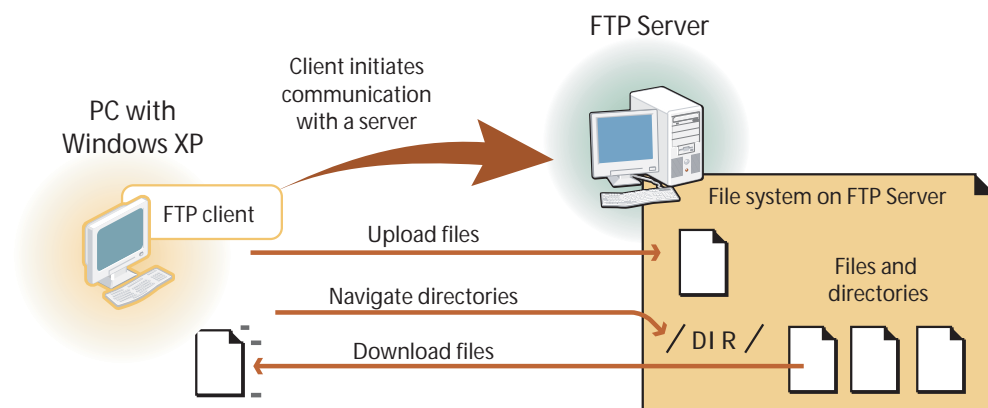 FTP Server
Client initiates
communication
with a server
PC with
Windows XP
FTP client
File system on FTP Server
Upload files
Files and
directories
Navigate directories
/ DIR /
Download files